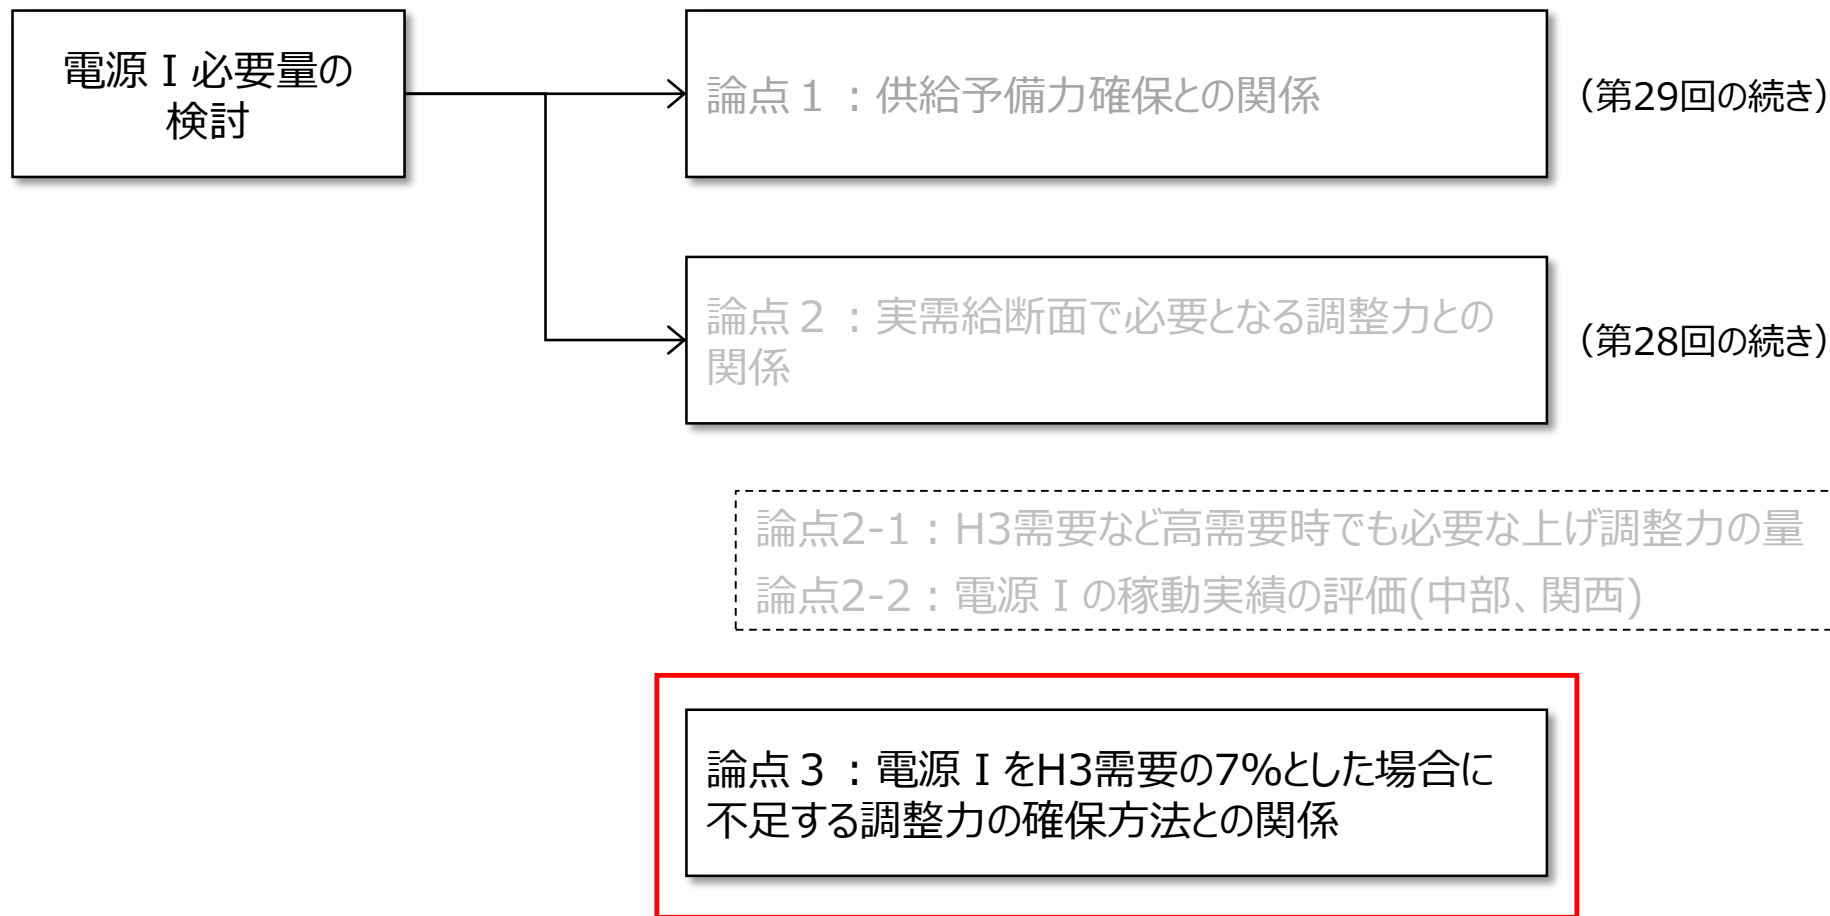 電源Ⅰ必要量の
検討
論点1：供給予備力確保との関係
(第29回の続き)
論点2：実需給断面で必要となる調整力との
関係
(第28回の続き)
論点2-1：H3需要など高需要時でも必要な上げ調整力の量
論点2-2：電源Ⅰの稼動実績の評価(中部、関西)
論点3：電源ⅠをH3需要の7%とした場合に
不足する調整力の確保方法との関係